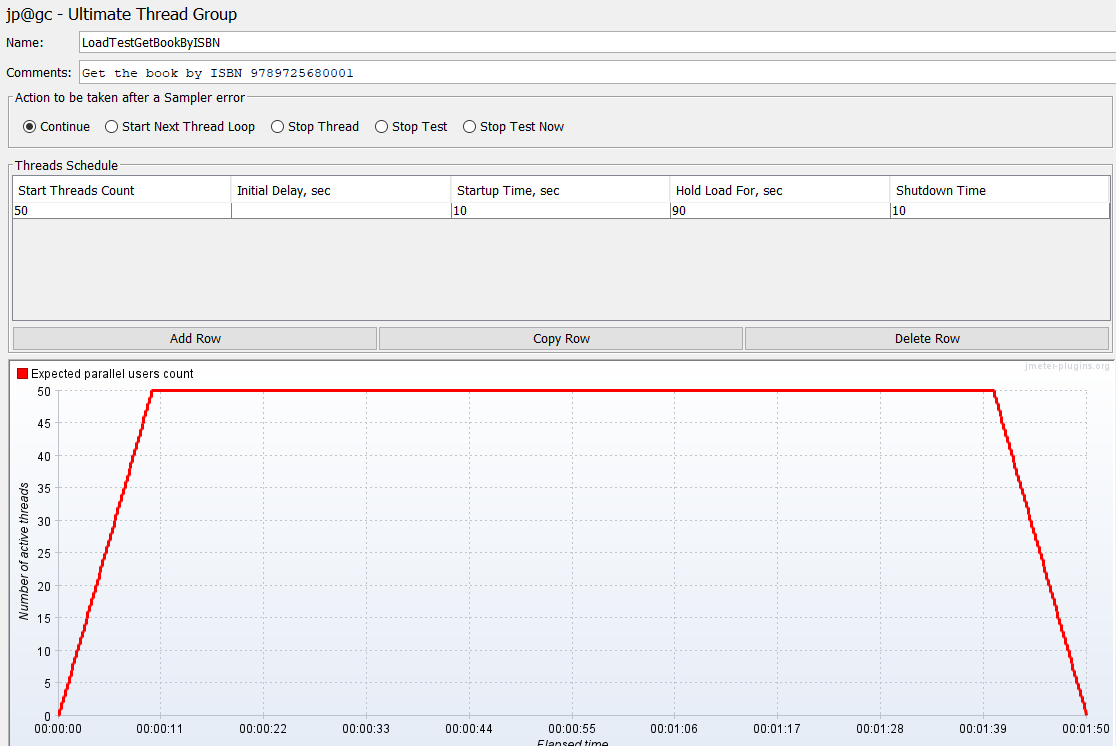 jp@gc - Ultimate Thread Group
Name: LoadTestGetBookByISBN
Comments: Get the book by ISBN 9789725680001
Action to be taken after a Sampler error
Continue Start Next Thread Loop Stop Thread Stop Test Stop Test Now
Threads Schedule
Start Threads Count Initial Delay, sec Startup Time, sec Hold Load For, sec Shutdown Time
50 10 90 10
Add Row Copy Row Delete Row
jmeter-plugins.org
Expected parallel users count
50
45
40
35
30
25
20
15
10
5
0
Number of active threads
00:00:00 00:00:11 00:00:22 00:00:33 00:00:44 00:00:55 00:01:06 00:01:17 00:01:28 00:01:39 00:01:50
Elapsed time